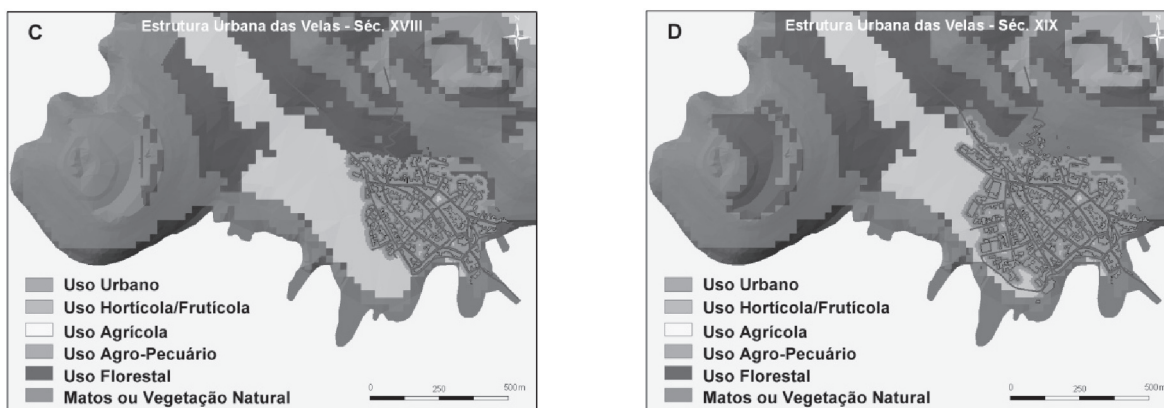 C
Estrutura Urbana das Velas - Séc. XVIII
N
Uso Urbano
Uso Hortícola/Frutícola
Uso Agrícola
Uso Agro-Pecuário
Uso Florestal
Matos ou Vegetação Natural
0 250 500m
D
Estrutura Urbana das Velas - Séc. XIX
N
Uso Urbano
Uso Hortícola/Frutícola
Uso Agrícola
Uso Agro-Pecuário
Uso Florestal
Matos ou Vegetação Natural
0 250 500m